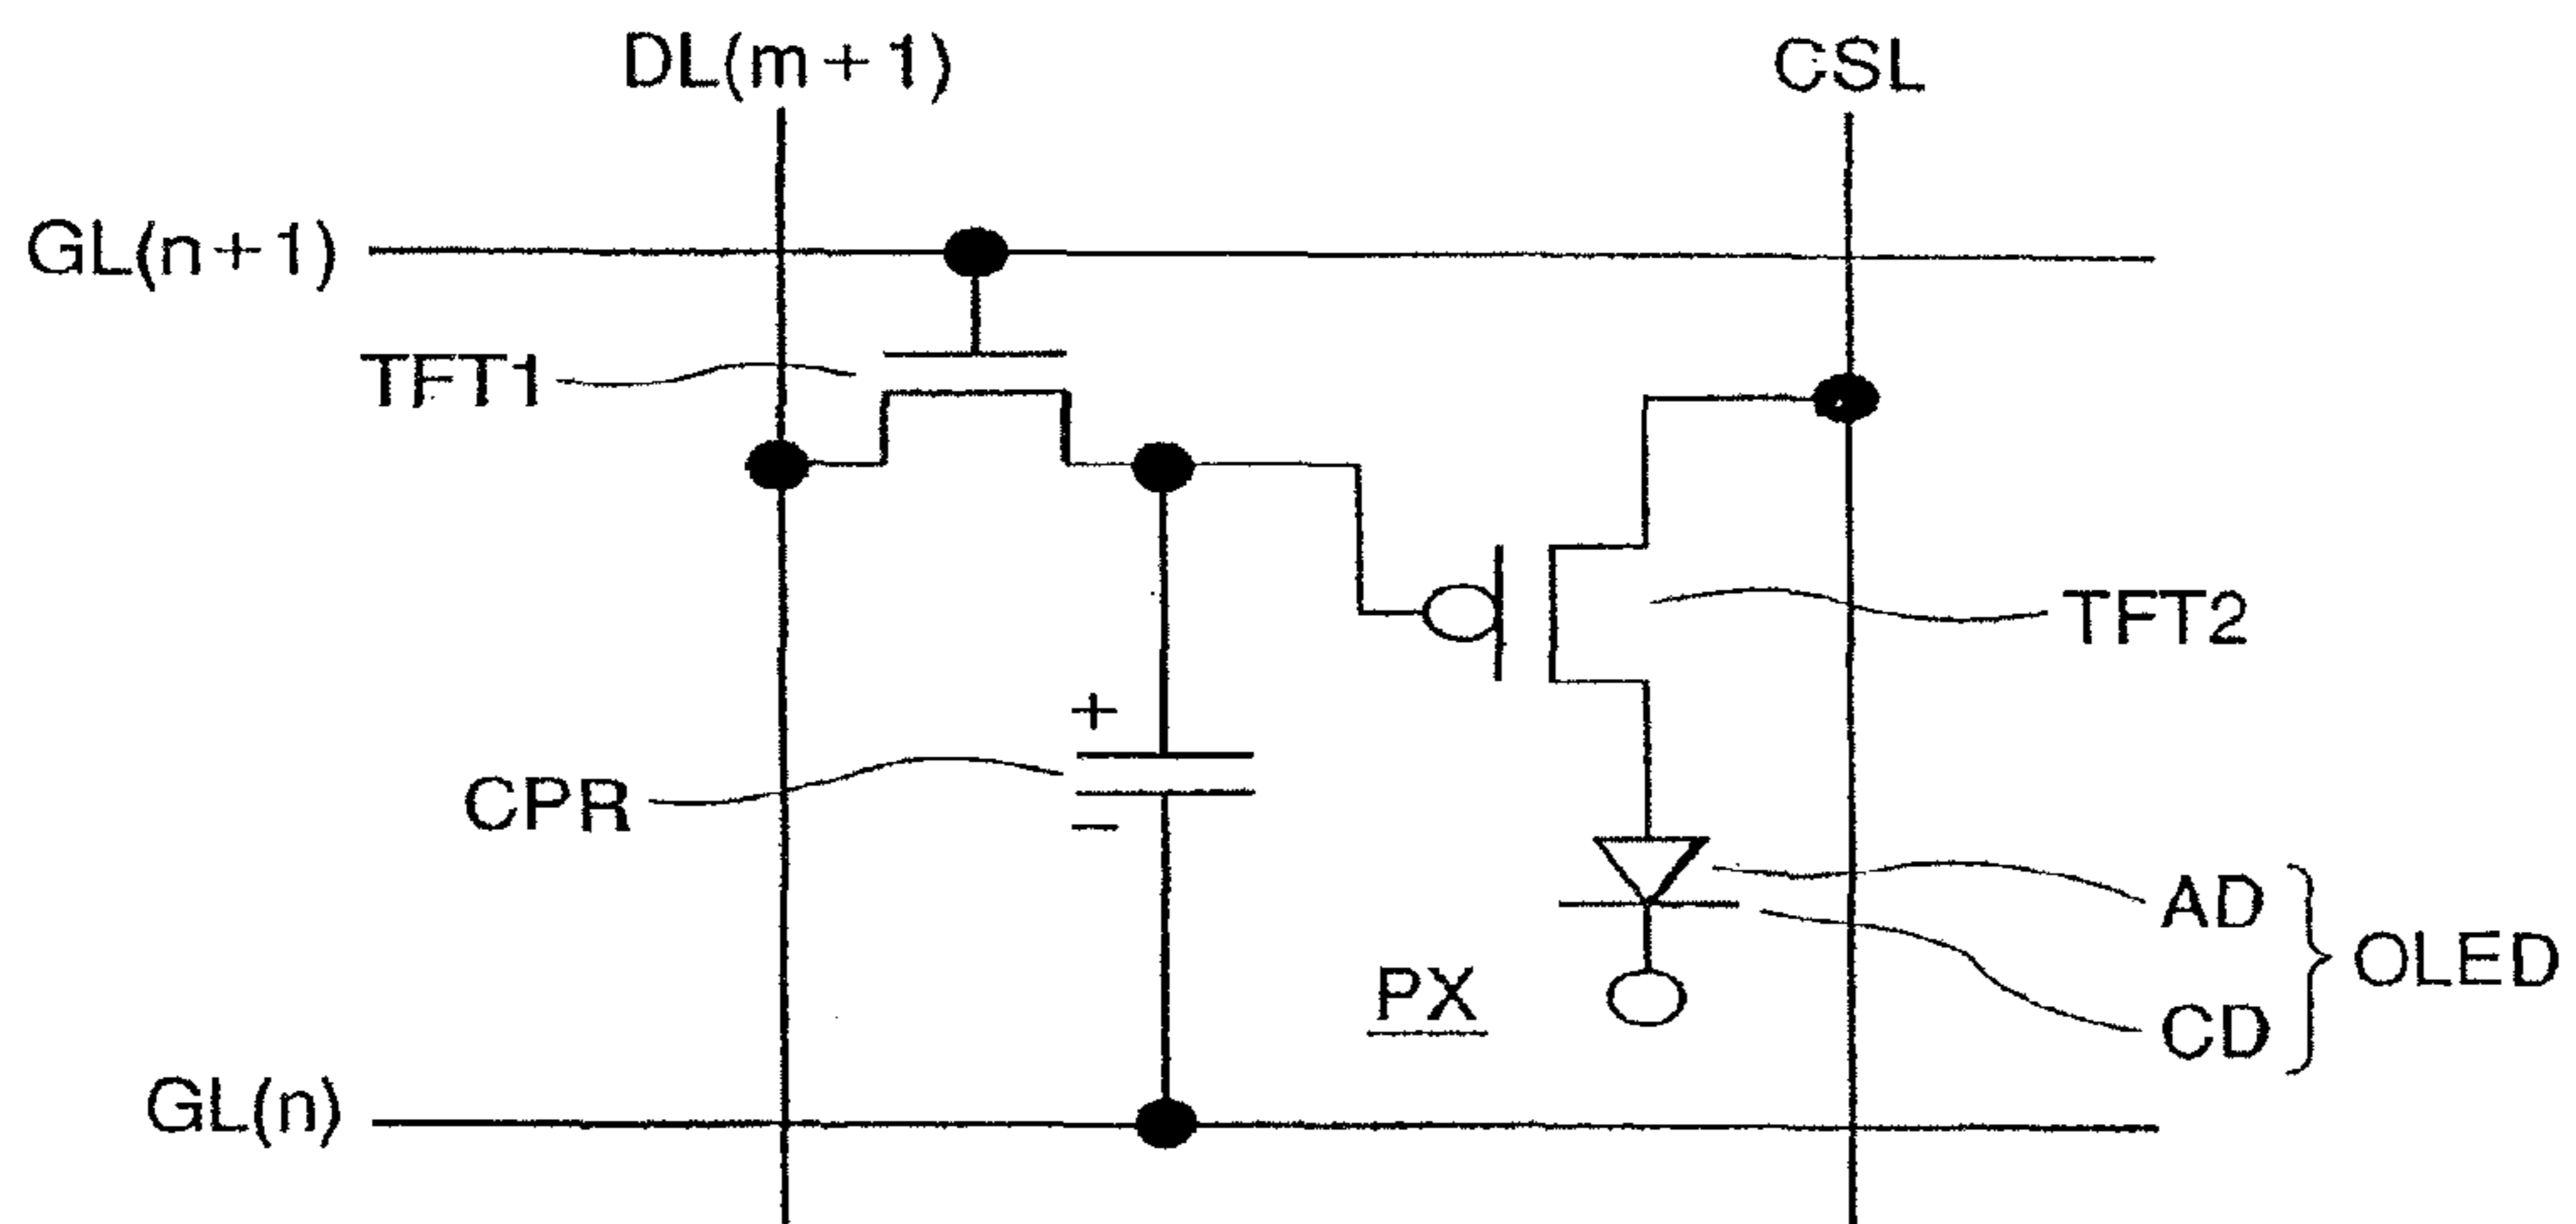 DL(m+1)
CSL
GL(n+1)
TFT1
TFT2
+
CPR
−
AD
OLED
PX
CD
GL(n)